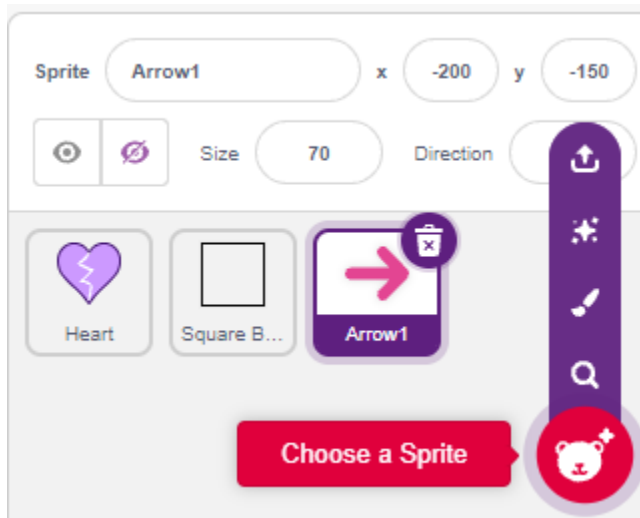 Sprite Arrow1 x -200 y -150
Size 70 Direction
Heart Square B... Arrow1
Choose a Sprite